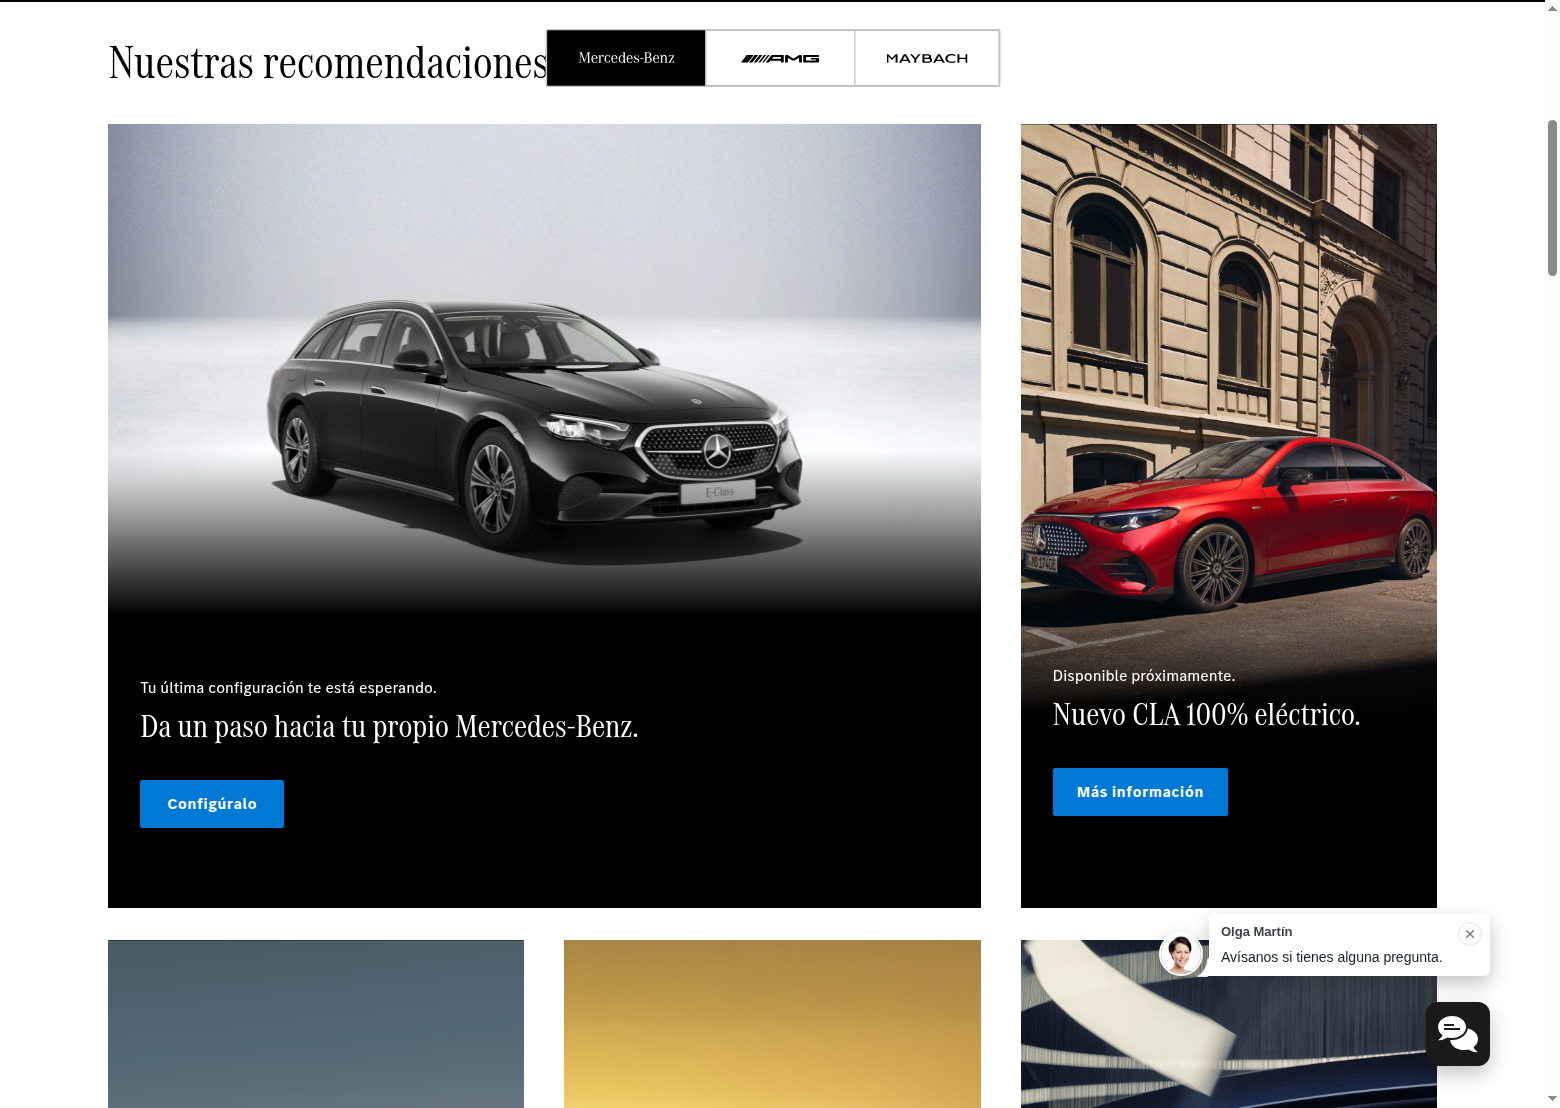 Nuestras recomendaciones
Mercedes-Benz
AMG
MAYBACH
E-Class
Tu última configuración te está esperando.
Da un paso hacia tu propio Mercedes-Benz.
Configúralo
Disponible próximamente.
Nuevo CLA 100% eléctrico.
Más información
Olga Martín
Avísanos si tienes alguna pregunta.